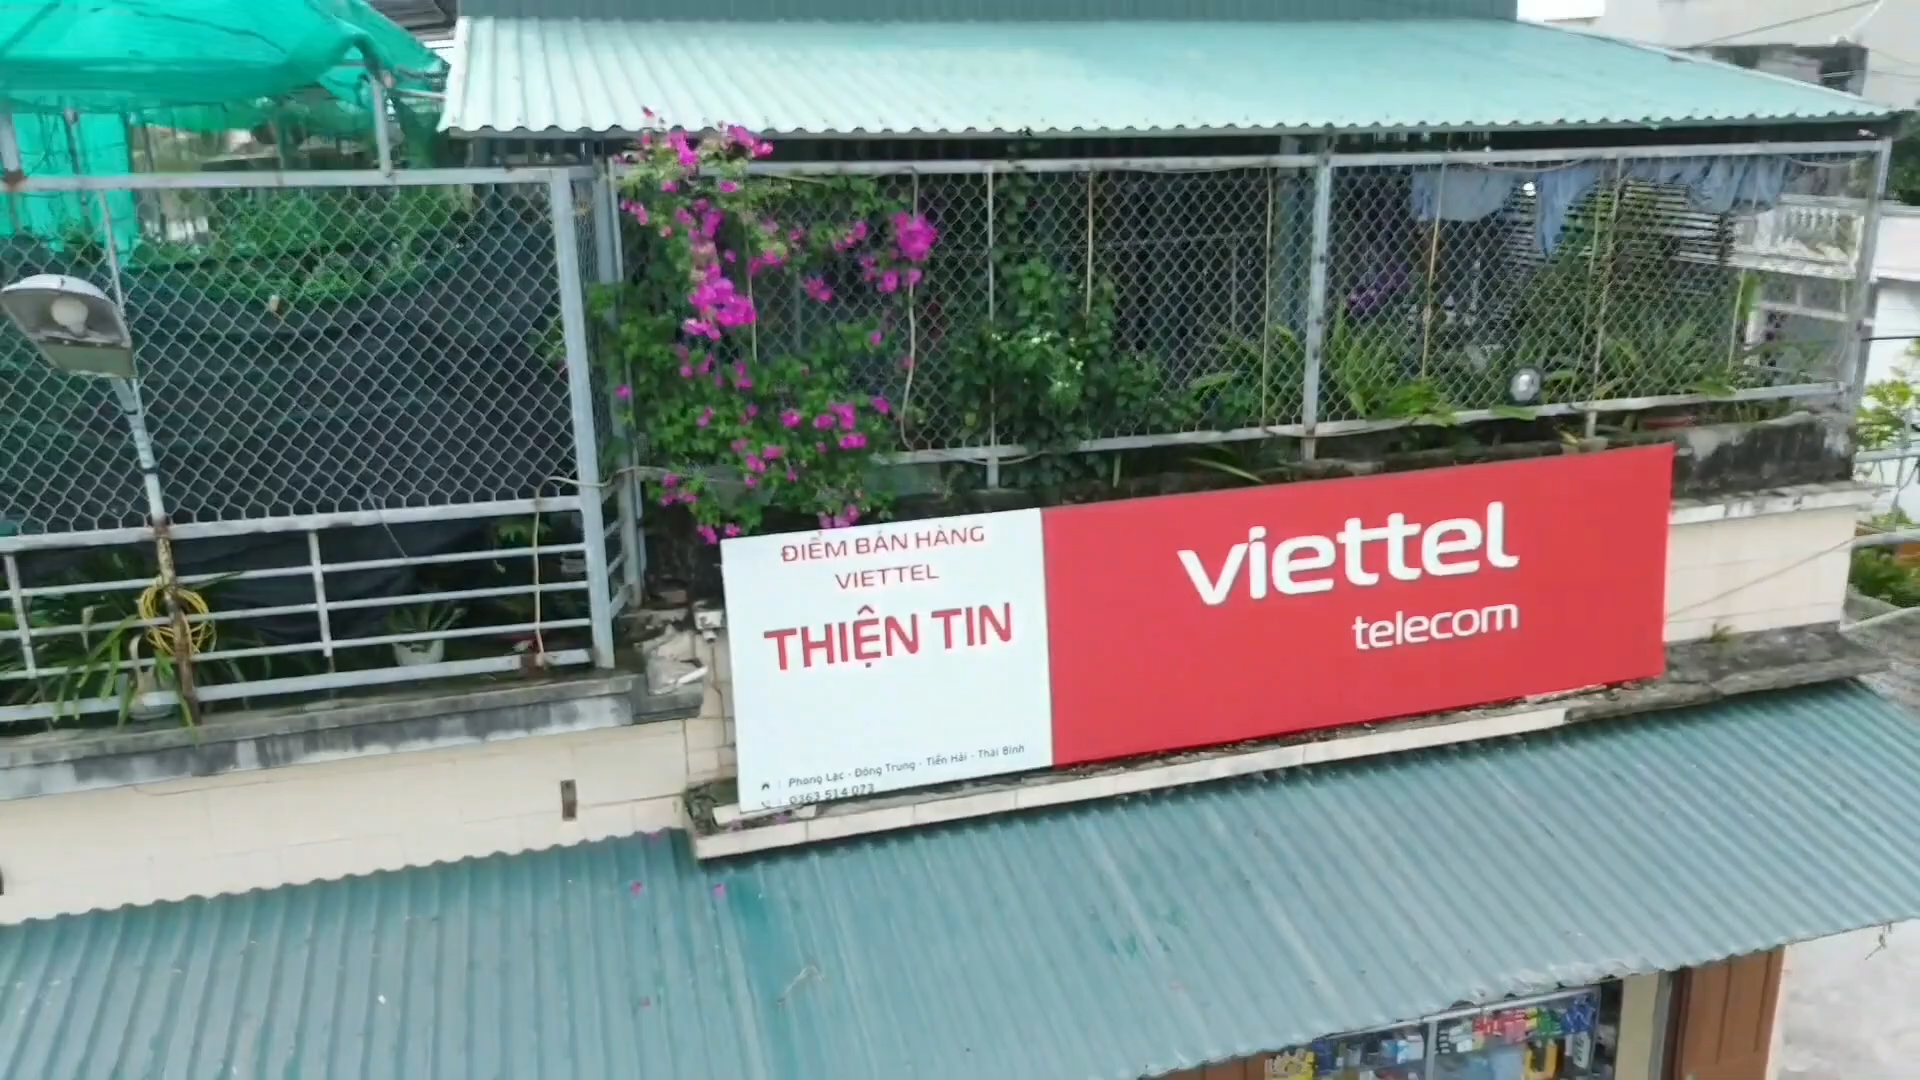 ĐIỂM BÁN HÀNG
VIETTEL
THIỆN TIN
Phong Lạc - Đông Trung - Tiền Hải - Thái Bình
0363 514 073
viettel
telecom